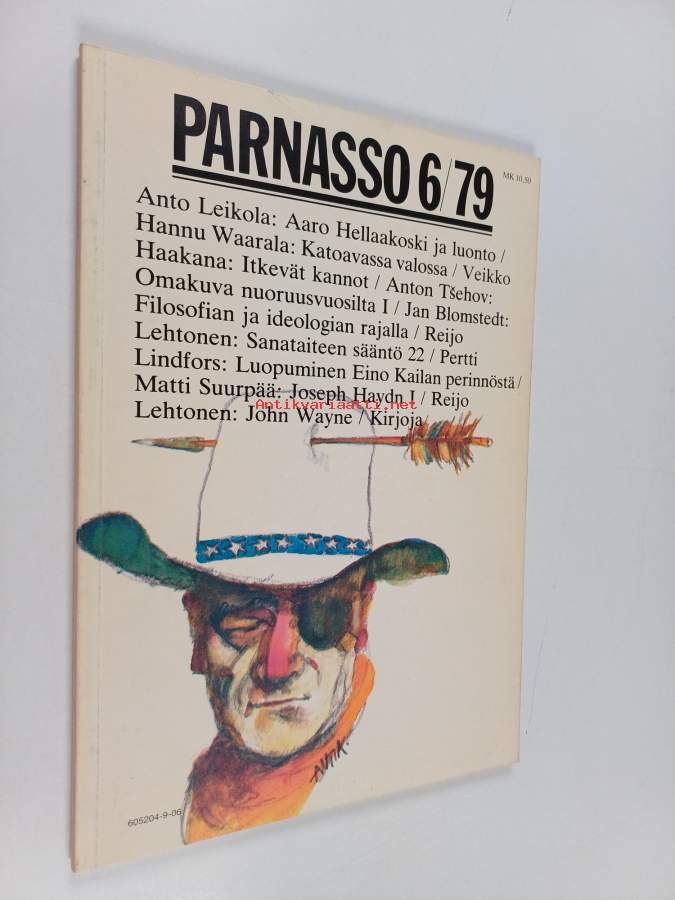 PARNASSO 6/79
MK 10,50
Anto Leikola: Aaro Hellaakoski ja luonto /
Hannu Waarala: Katoavassa valossa / Veikko
Haakana: Itkevät kannot / Anton Tšehov:
Omakuva nuoruusvuosilta I / Jan Blomstedt:
Filosofian ja ideologian rajalla / Reijo
Lehtonen: Sanataiteen sääntö 22 / Pertti
Lindfors: Luopuminen Eino Kailan perinnöstä /
Matti Suurpää: Joseph Haydn I / Reijo
Antikvariaatti.net
Lehtonen: John Wayne / Kirjoja
605204-9-06